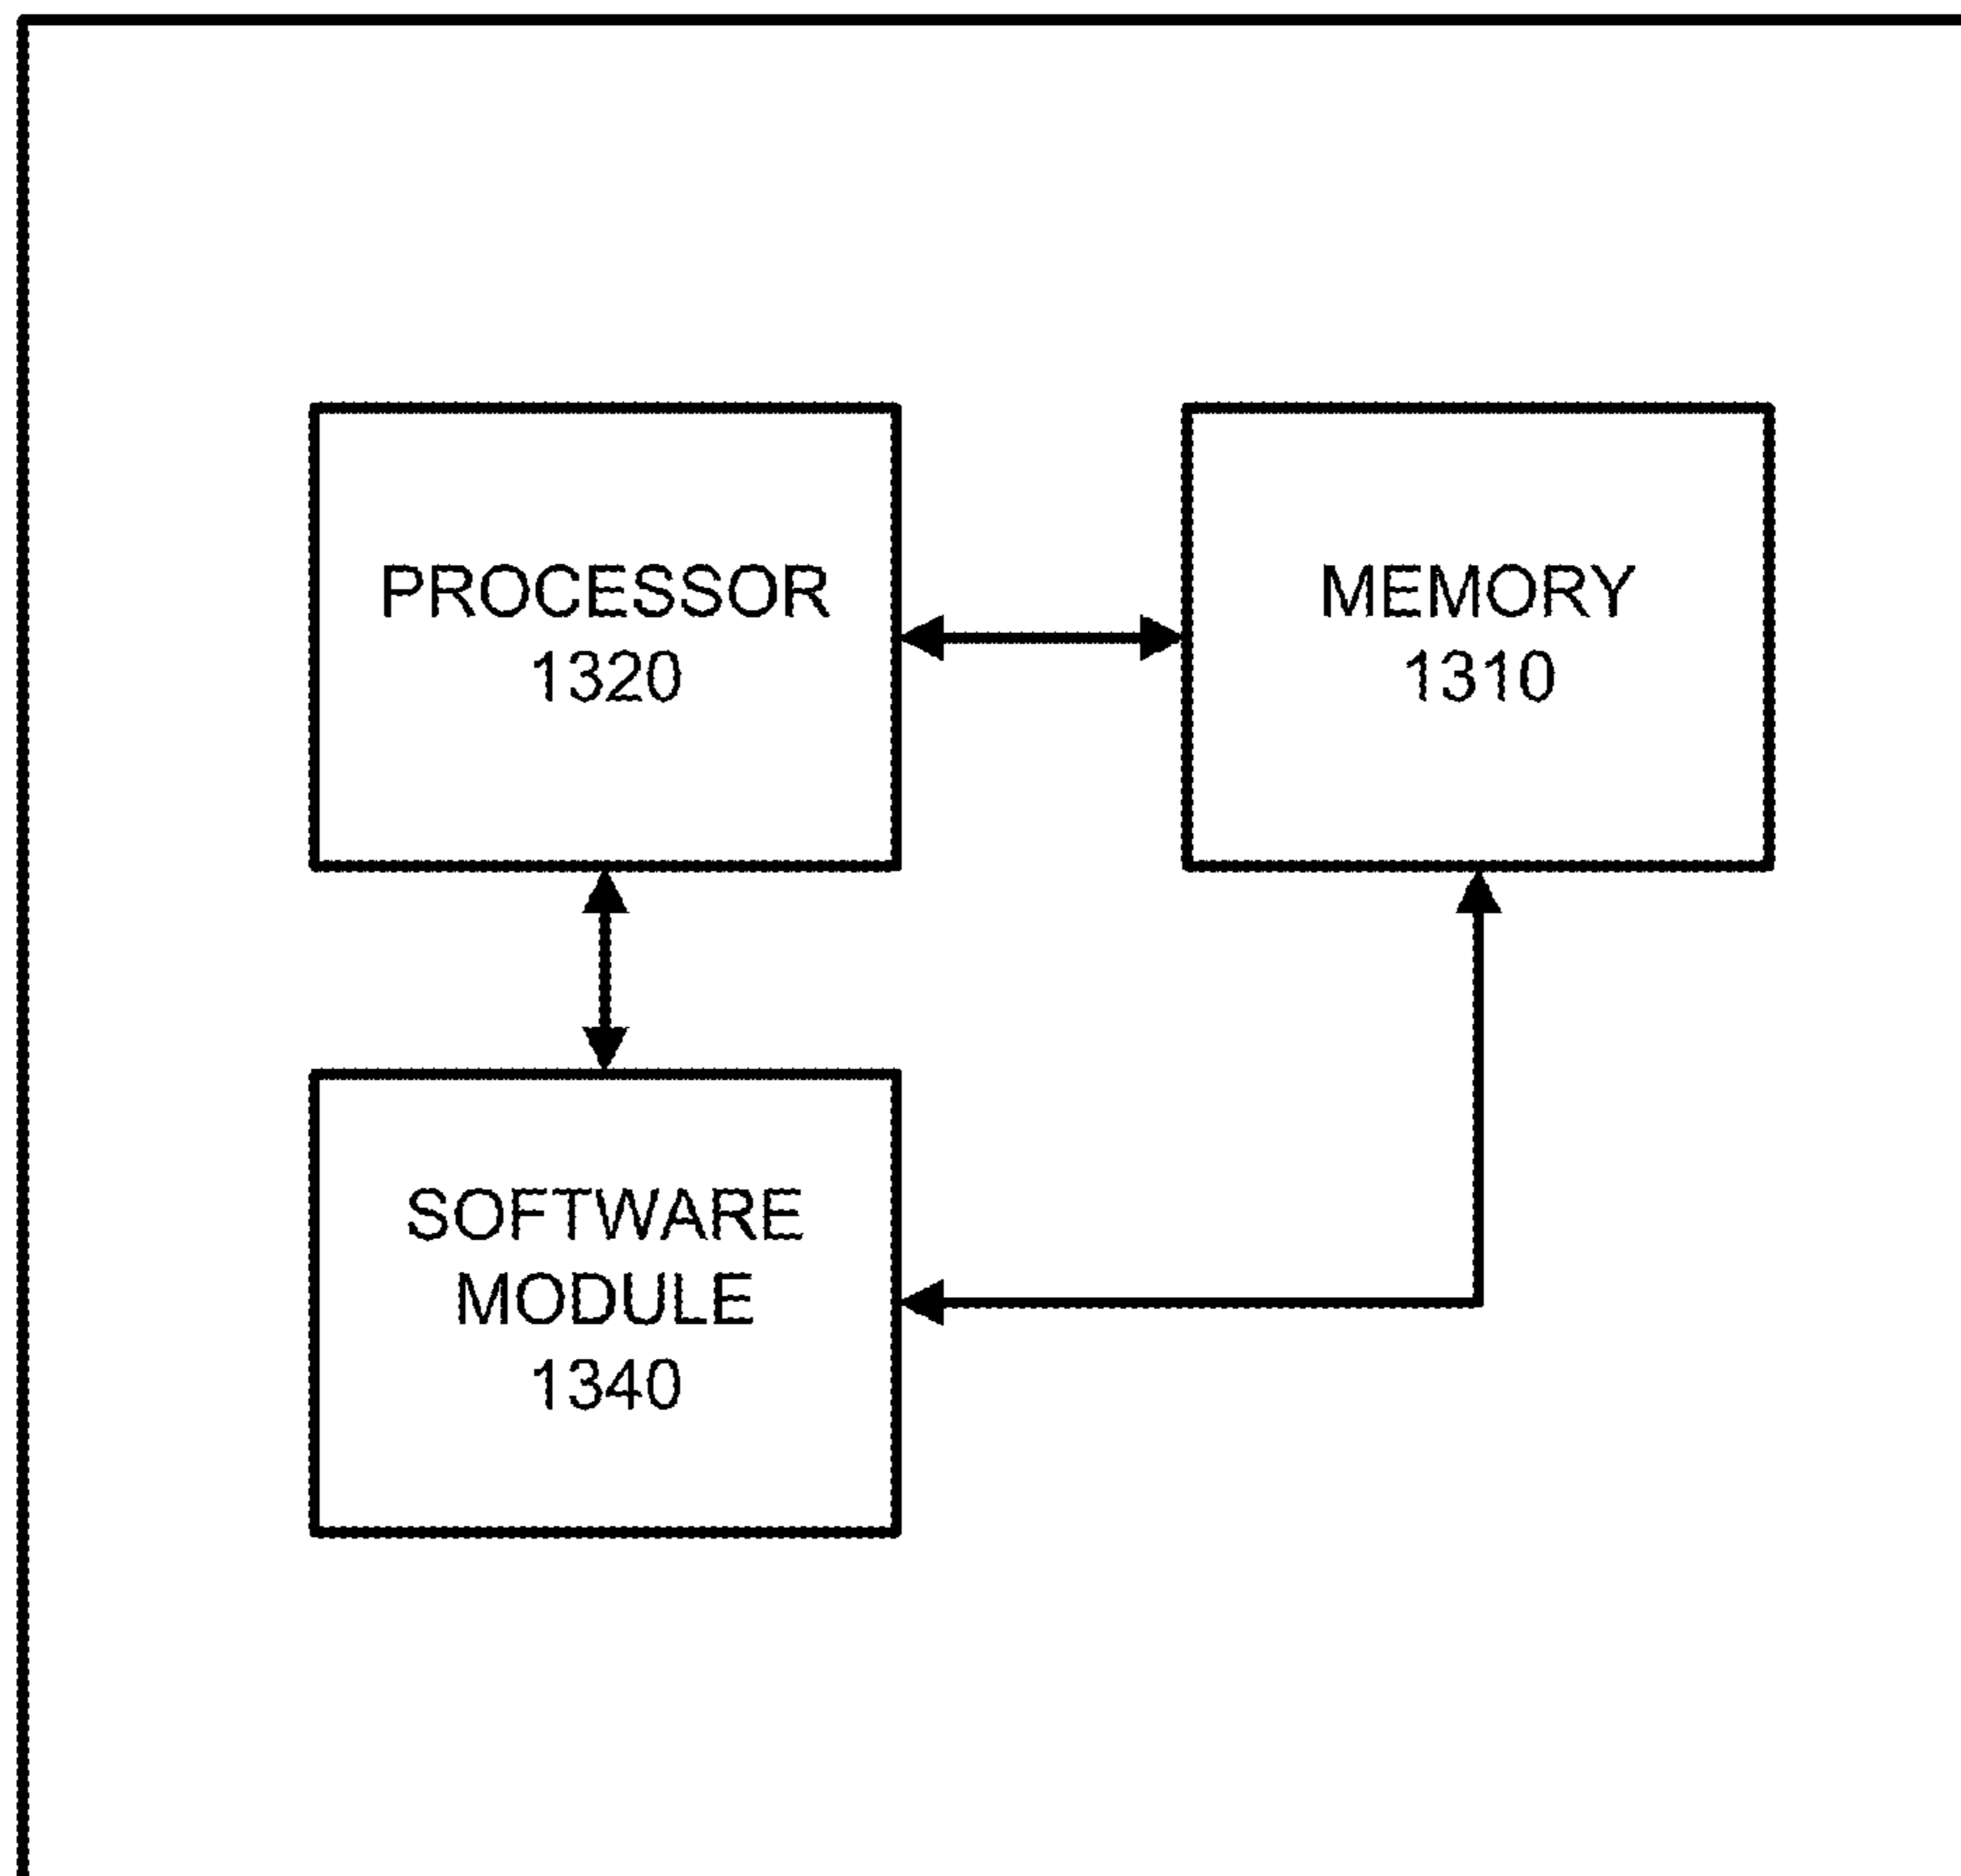 PROCESSOR
1320
MEMORY
1310
SOFTWARE
MODULE
1340